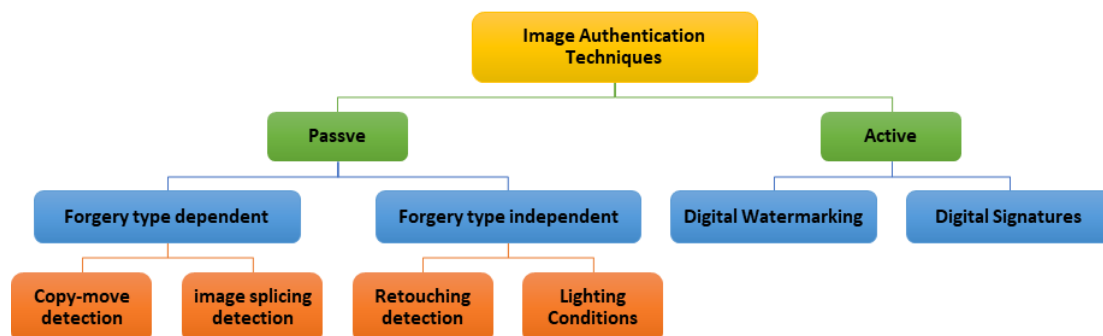 Image Authentication
Techniques
Passve
Active
Forgery type dependent
Forgery type independent
Digital Watermarking
Digital Signatures
Copy-move
detection
image splicing
detection
Retouching
detection
Lighting
Conditions